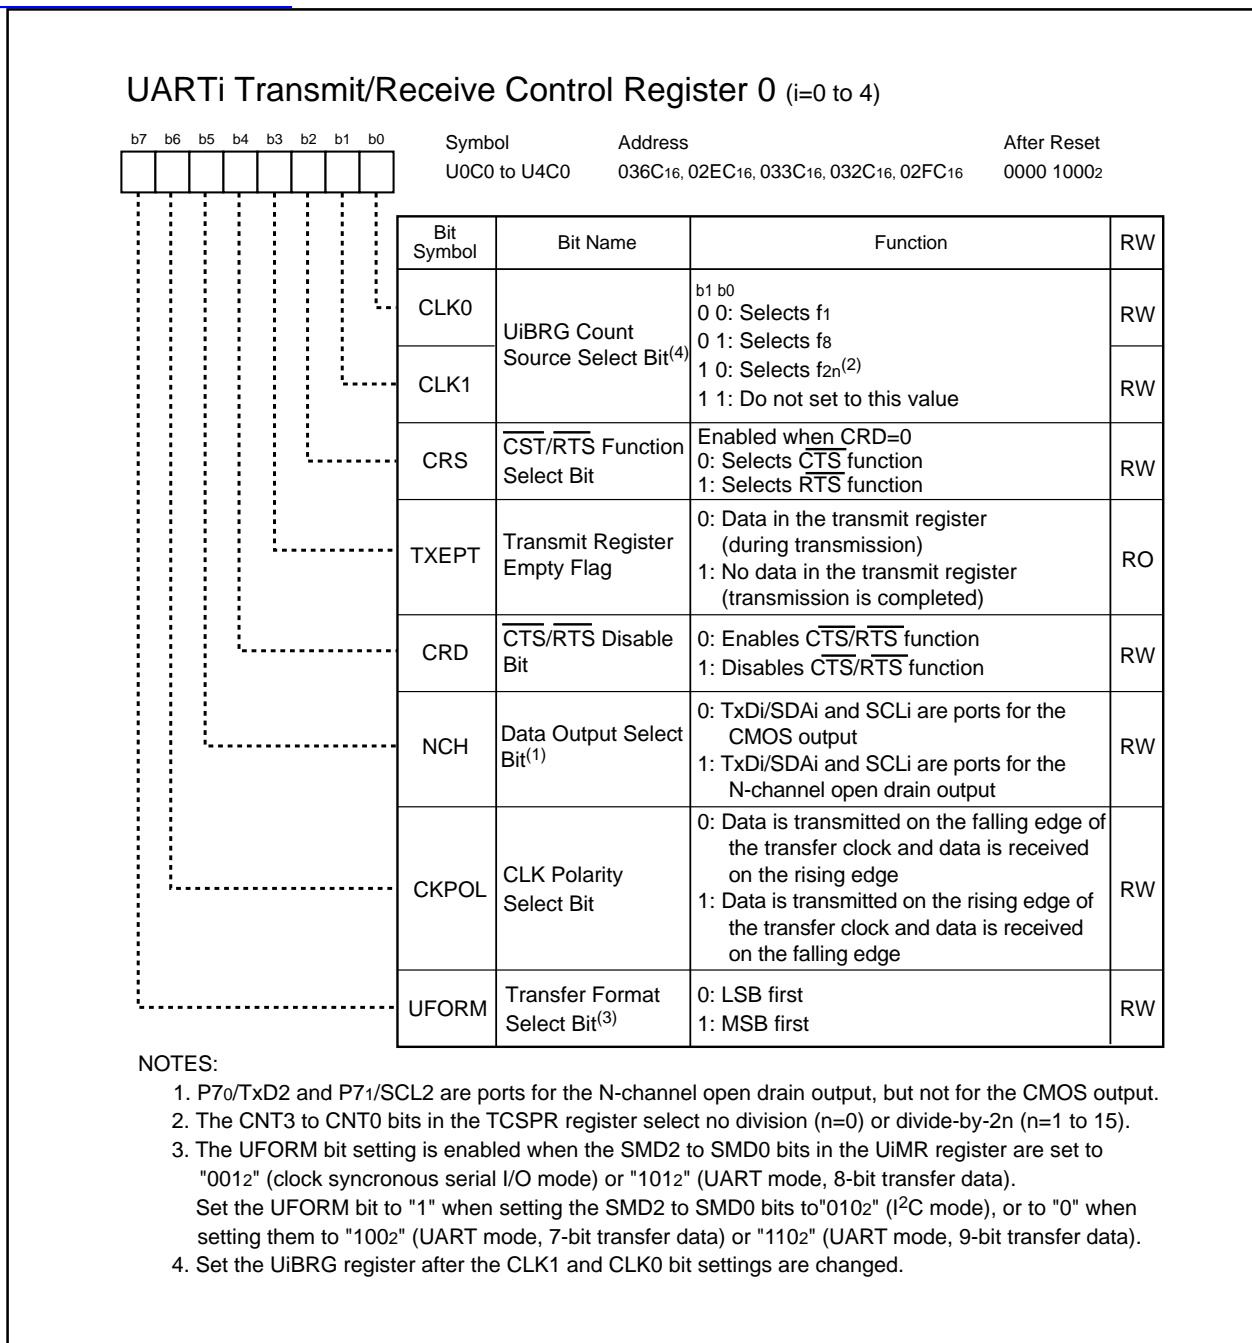 UARTi Transmit/Receive Control Register 0 (i=0 to 4)
b7 b6 b5 b4 b3 b2 b1 b0
Symbol Address After Reset
U0C0 to U4C0 036C16, 02EC16, 033C16, 032C16, 02FC16 0000 10002
Bit Symbol Bit Name Function RW
CLK0
UiBRG Count
Source Select Bit(4)
b1 b0
0 0: Selects f1
0 1: Selects f8
1 0: Selects f2n(2)
1 1: Do not set to this value
RW
CLK1
RW
CRS
CST/RTS Function
Select Bit
Enabled when CRD=0
0: Selects CTS function
1: Selects RTS function
RW
TXEPT
Transmit Register
Empty Flag
0: Data in the transmit register
(during transmission)
1: No data in the transmit register
(transmission is completed)
RO
CRD
CTS/RTS Disable
Bit
0: Enables CTS/RTS function
1: Disables CTS/RTS function
RW
NCH
Data Output Select
Bit(1)
0: TxDi/SDAi and SCLi are ports for the
CMOS output
1: TxDi/SDAi and SCLi are ports for the
N-channel open drain output
RW
CKPOL
CLK Polarity
Select Bit
0: Data is transmitted on the falling edge of
the transfer clock and data is received
on the rising edge
1: Data is transmitted on the rising edge of
the transfer clock and data is received
on the falling edge
RW
UFORM
Transfer Format
Select Bit(3)
0: LSB first
1: MSB first
RW
NOTES:
1. P70/TxD2 and P71/SCL2 are ports for the N-channel open drain output, but not for the CMOS output.
2. The CNT3 to CNT0 bits in the TCSPR register select no division (n=0) or divide-by-2n (n=1 to 15).
3. The UFORM bit setting is enabled when the SMD2 to SMD0 bits in the UiMR register are set to
"0012" (clock syncronous serial I/O mode) or "1012" (UART mode, 8-bit transfer data).
Set the UFORM bit to "1" when setting the SMD2 to SMD0 bits to"0102" (I2C mode), or to "0" when
setting them to "1002" (UART mode, 7-bit transfer data) or "1102" (UART mode, 9-bit transfer data).
4. Set the UiBRG register after the CLK1 and CLK0 bit settings are changed.